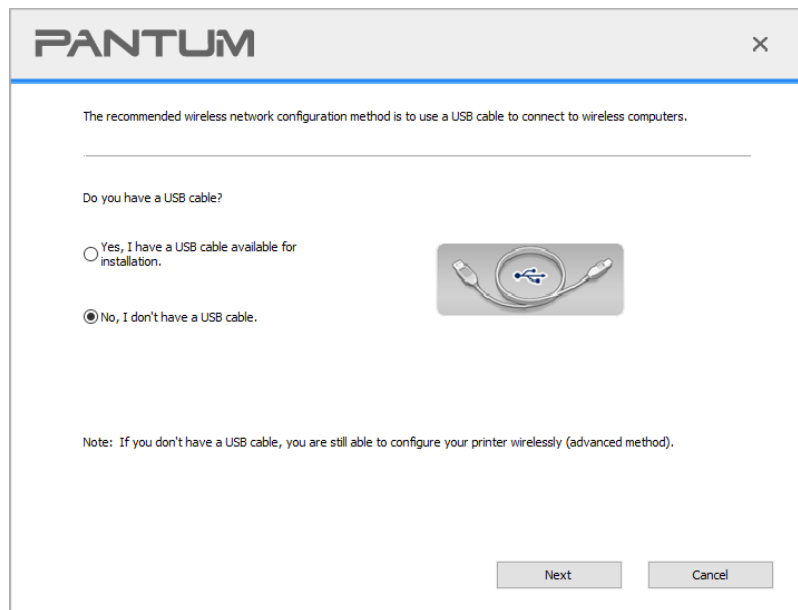 PANTUM
The recommended wireless network configuration method is to use a USB cable to connect to wireless computers.
Do you have a USB cable?
Yes, I have a USB cable available for
installation.
No, I don't have a USB cable.
Note: If you don't have a USB cable, you are still able to configure your printer wirelessly (advanced method).
Next
Cancel